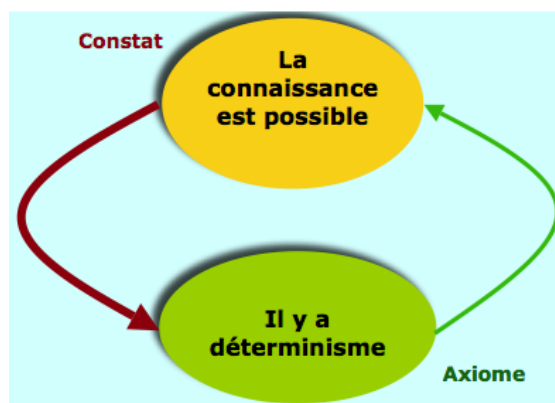 Constat
La
connaissance
est possible
Il y a
déterminisme
Axiome